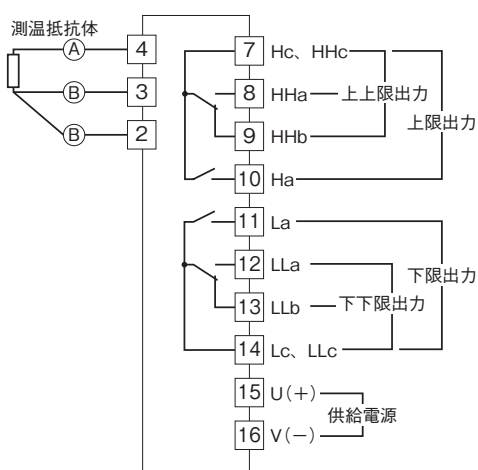 測温抵抗体
A 4
B 3
B 2
7 Hc、HHc
8 HHa 上上限出力
9 HHb
上限出力
10 Ha
11 La
12 LLa
下限出力
13 LLb 下下限出力
14 Lc、LLc
15 U(+)
供給電源
16 V(−)